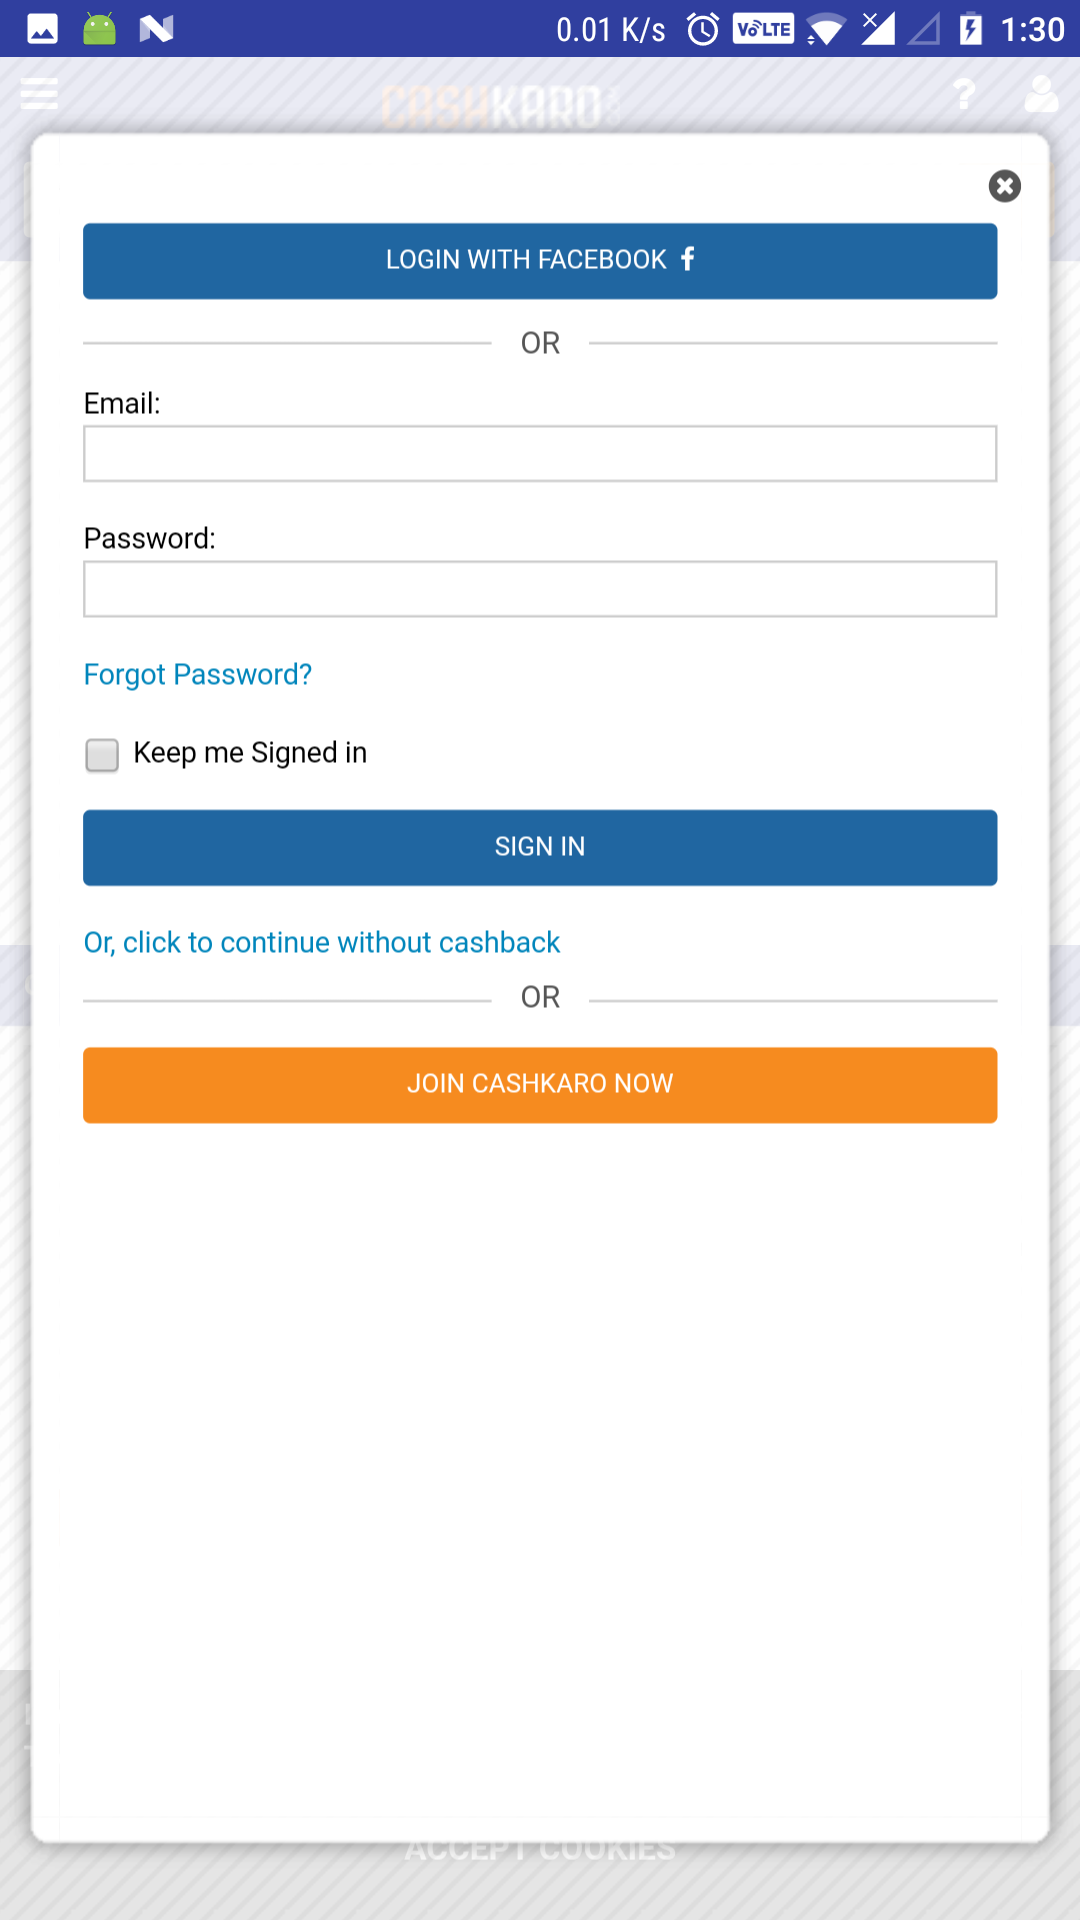 0.01 K/s VoLTE 1:30
CASHKARO
?
LOGIN WITH FACEBOOK f
OR
Email:
Password:
Forgot Password?
Keep me Signed in
SIGN IN
Or, click to continue without cashback
OR
JOIN CASHKARO NOW
ACCEPT COOKIES